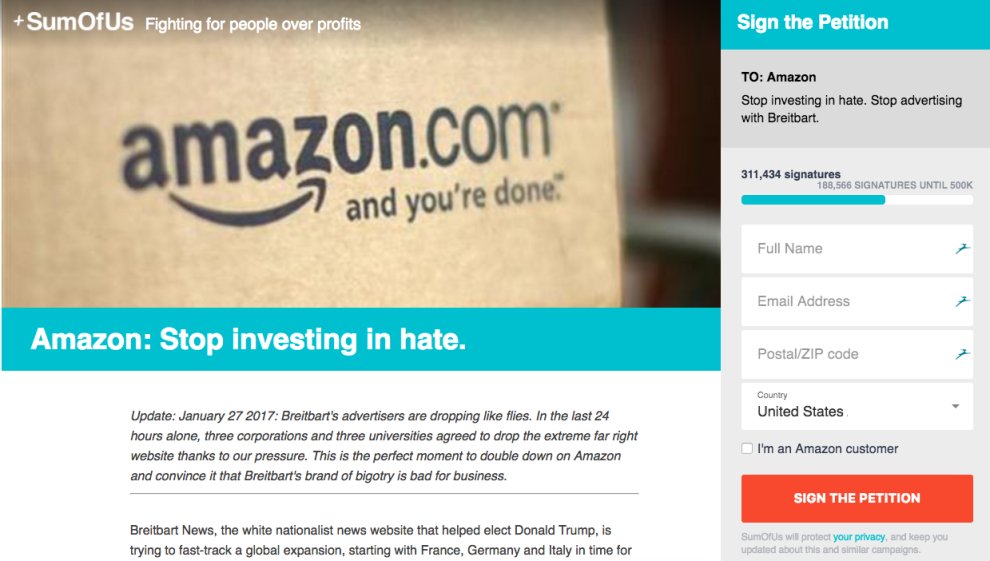 +SumOfUs Fighting for people over profits
amazon.com
and you're done.™
Amazon: Stop investing in hate.
Update: January 27 2017: Breitbart's advertisers are dropping like flies. In the last 24
hours alone, three corporations and three universities agreed to drop the extreme far right
website thanks to our pressure. This is the perfect moment to double down on Amazon
and convince it that Breitbart's brand of bigotry is bad for business.
Breitbart News, the white nationalist news website that helped elect Donald Trump, is
trying to fast-track a global expansion, starting with France, Germany and Italy in time for
Sign the Petition
TO: Amazon
Stop investing in hate. Stop advertising
with Breitbart.
311,434 signatures
188,566 SIGNATURES UNTIL 500K
Full Name
Email Address
Postal/ZIP code
Country
United States
I'm an Amazon customer
SIGN THE PETITION
SumOfUs will protect your privacy, and keep you
updated about this and similar campaigns.